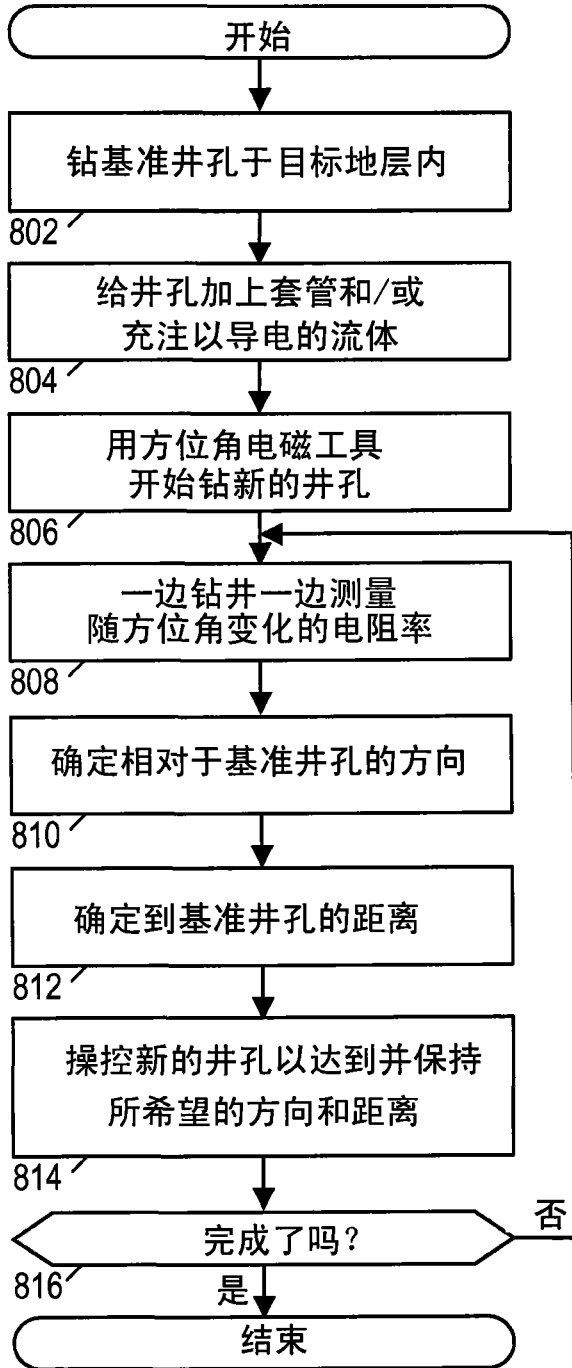 开始
钻基准井孔于目标地层内
802
给井孔加上套管和/或
充注以导电的流体
804
用方位角电磁工具
开始钻新的井孔
806
一边钻井一边测量
随方位角变化的电阻率
808
确定相对于基准井孔的方向
810
确定到基准井孔的距离
812
操控新的井孔以达到并保持
所希望的方向和距离
814
完成了吗?
否
816
是
结束